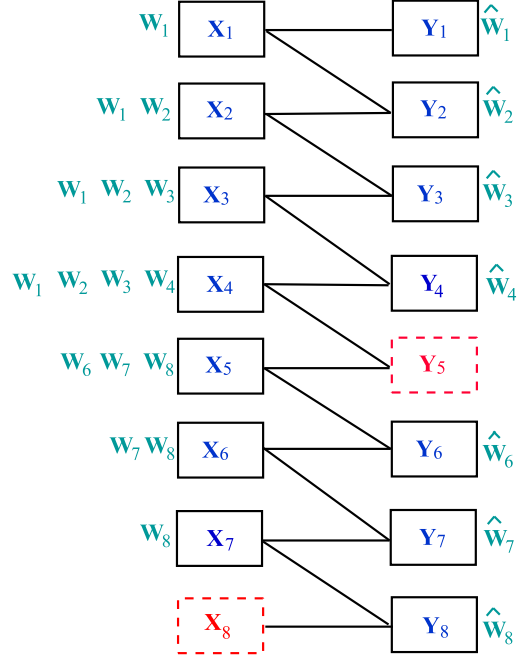 W₁ X₁ Y₁ Ŵ₁
W₁ W₂ X₂ Y₂ Ŵ₂
W₁ W₂ W₃ X₃ Y₃ Ŵ₃
W₁ W₂ W₃ W₄ X₄ Y₄ Ŵ₄
W₆ W₇ W₈ X₅ Y₅
W₇ W₈ X₆ Y₆ Ŵ₆
W₈ X₇ Y₇ Ŵ₇
X₈ Y₈ Ŵ₈